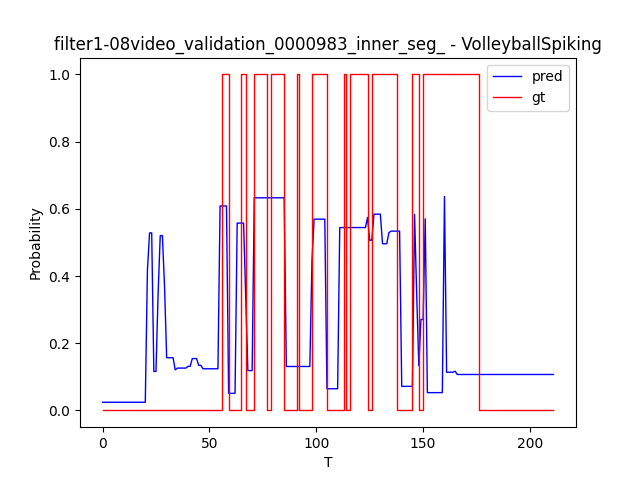 filter1-08video_validation_0000983_inner_seg_ - VolleyballSpiking
pred
gt
1.0
0.8
0.6
0.4
0.2
0.0
Probability
0
50
100
150
200
T